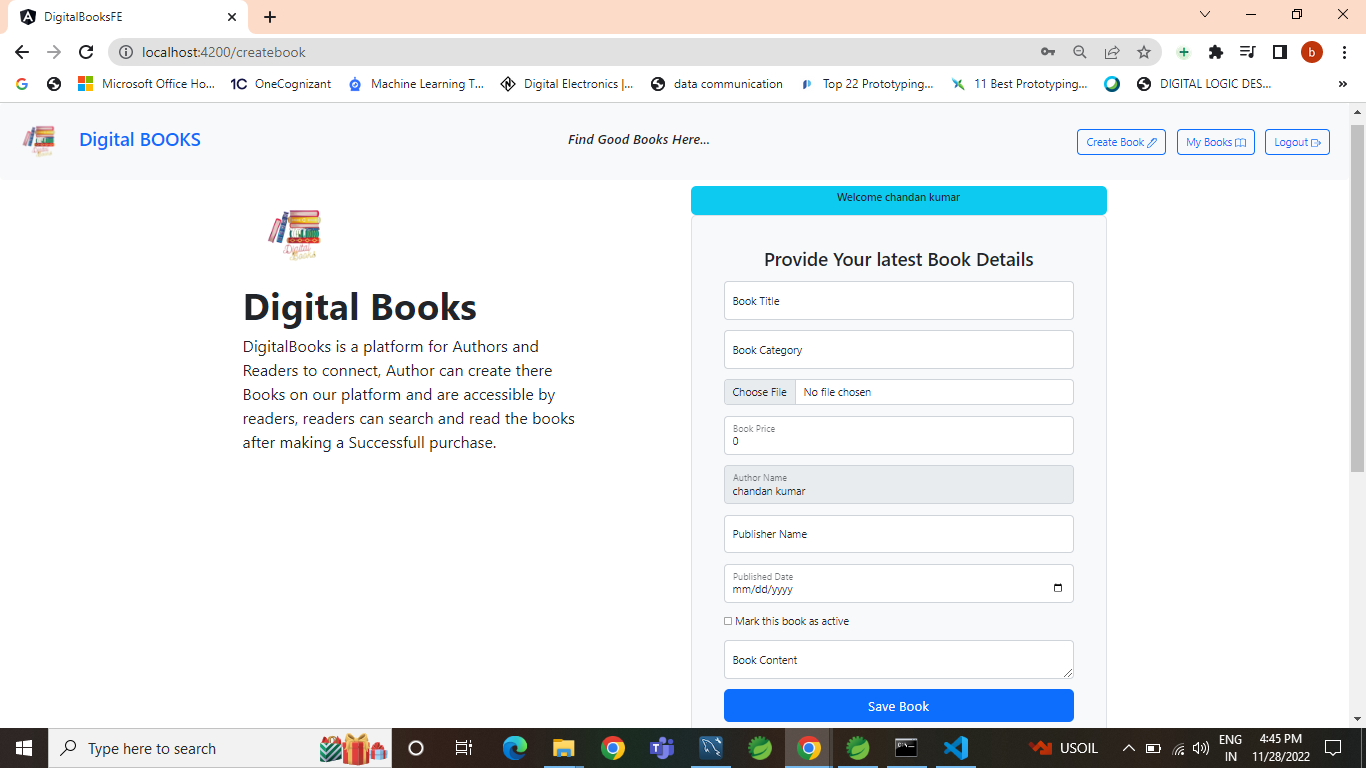 DigitalBooksFE
localhost:4200/createbook
b
Microsoft Office Ho...
OneCognizant
Machine Learning T...
Digital Electronics |...
data communication
Top 22 Prototyping...
11 Best Prototyping...
DIGITAL LOGIC DES...
»
Digital BOOKS
Find Good Books Here...
Create Book
My Books
Logout
Welcome chandan kumar
Digital Books
Digital Books
DigitalBooks is a platform for Authors and
Readers to connect, Author can create there
Books on our platform and are accessible by
readers, readers can search and read the books
after making a Successfull purchase.
Provide Your latest Book Details
Book Title
Book Category
Choose File No file chosen
Book Price
0
Author Name
chandan kumar
Publisher Name
Published Date
mm/dd/yyyy
Mark this book as active
Book Content
Save Book
Type here to search
USOIL
ENG
IN
4:45 PM
11/28/2022